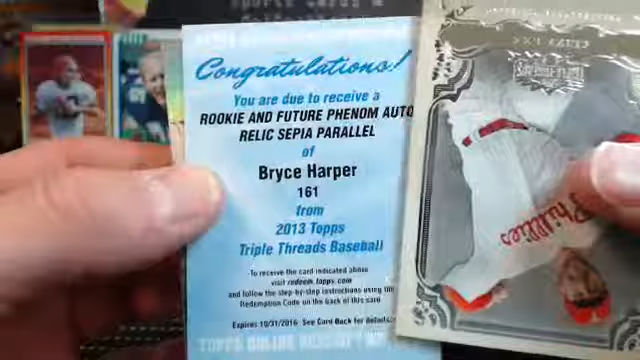 Sports Cards &
Congratulations!
You are due to receive a
ROOKIE AND FUTURE PHENOM AUTO
RELIC SEPIA PARALLEL
of
Bryce Harper
161
from
2013 Topps
Triple Threads Baseball
To receive the card indicated above
visit redeem.topps.com
and follow the step-by-step instructions using the
Redemption Code on the back of this card
Expires 10/31/2016 See Card Back for details
TOPPS ONLINE
Phillies